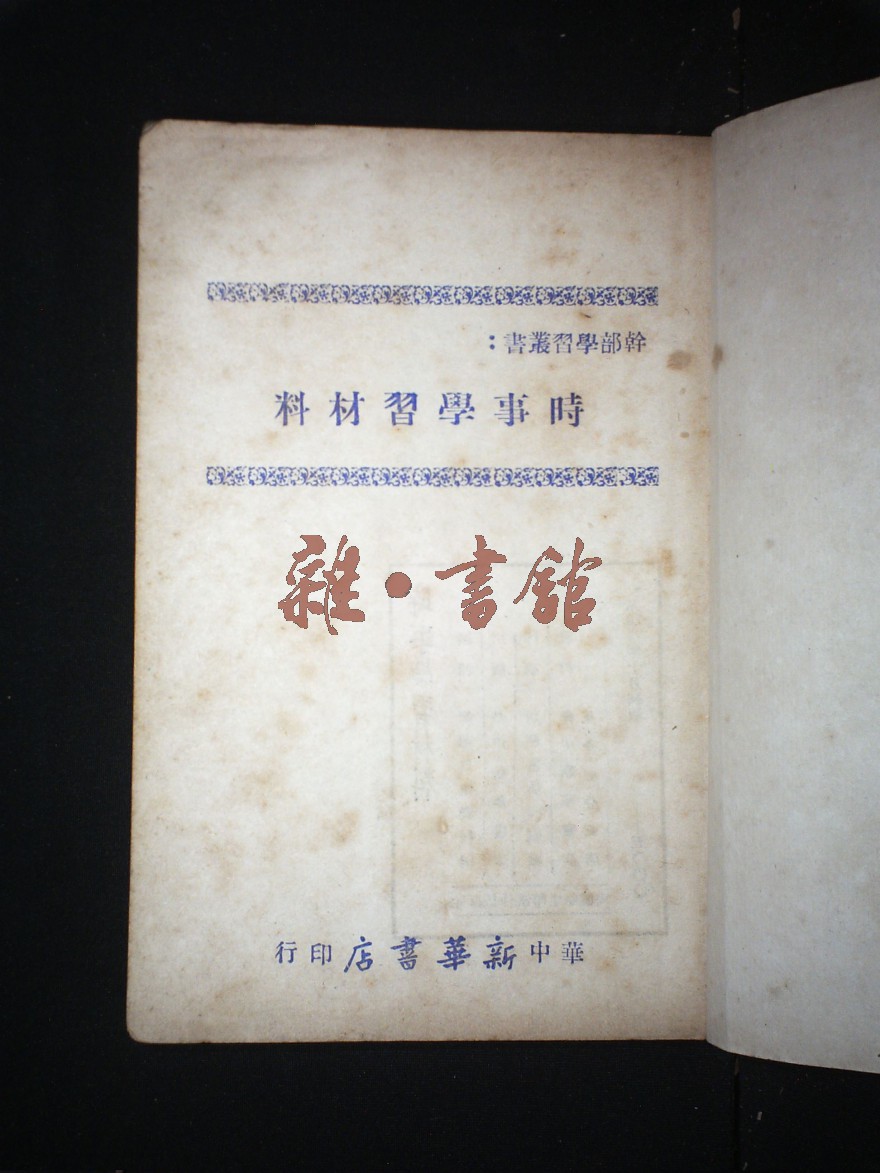 幹部學習叢書：
時事學習材料
雜·書館
華中新華書店印行